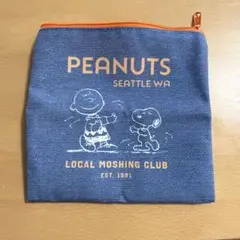 PEANUTS
SEATTLE WA
LOCAL MOSHING CLUB
EST. 1991